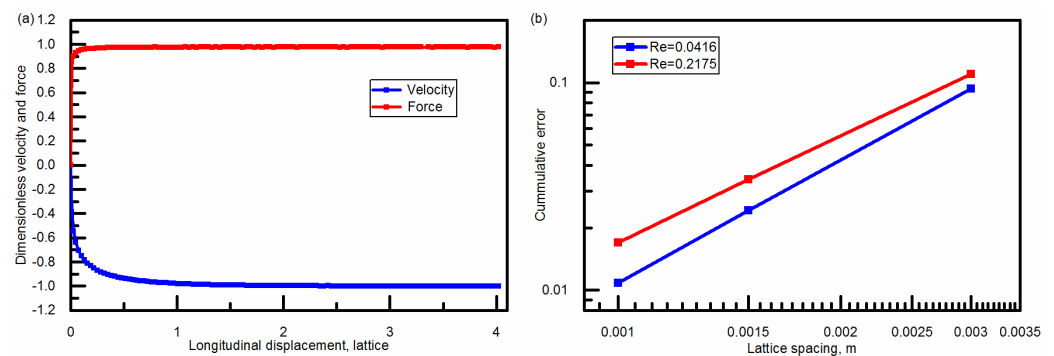 (a)
1.2
1.0
0.8
0.6
0.4
0.2
0.0
-0.2
-0.4
-0.6
-0.8
-1.0
-1.2
Dimensionless velocity and force
Velocity
Force
0
1
2
3
4
Longitudinal displacement, lattice
(b)
Re=0.0416
Re=0.2175
0.1
0.01
Cummulative error
0.001
0.0015
0.002
0.0025
0.003
0.0035
Lattice spacing, m